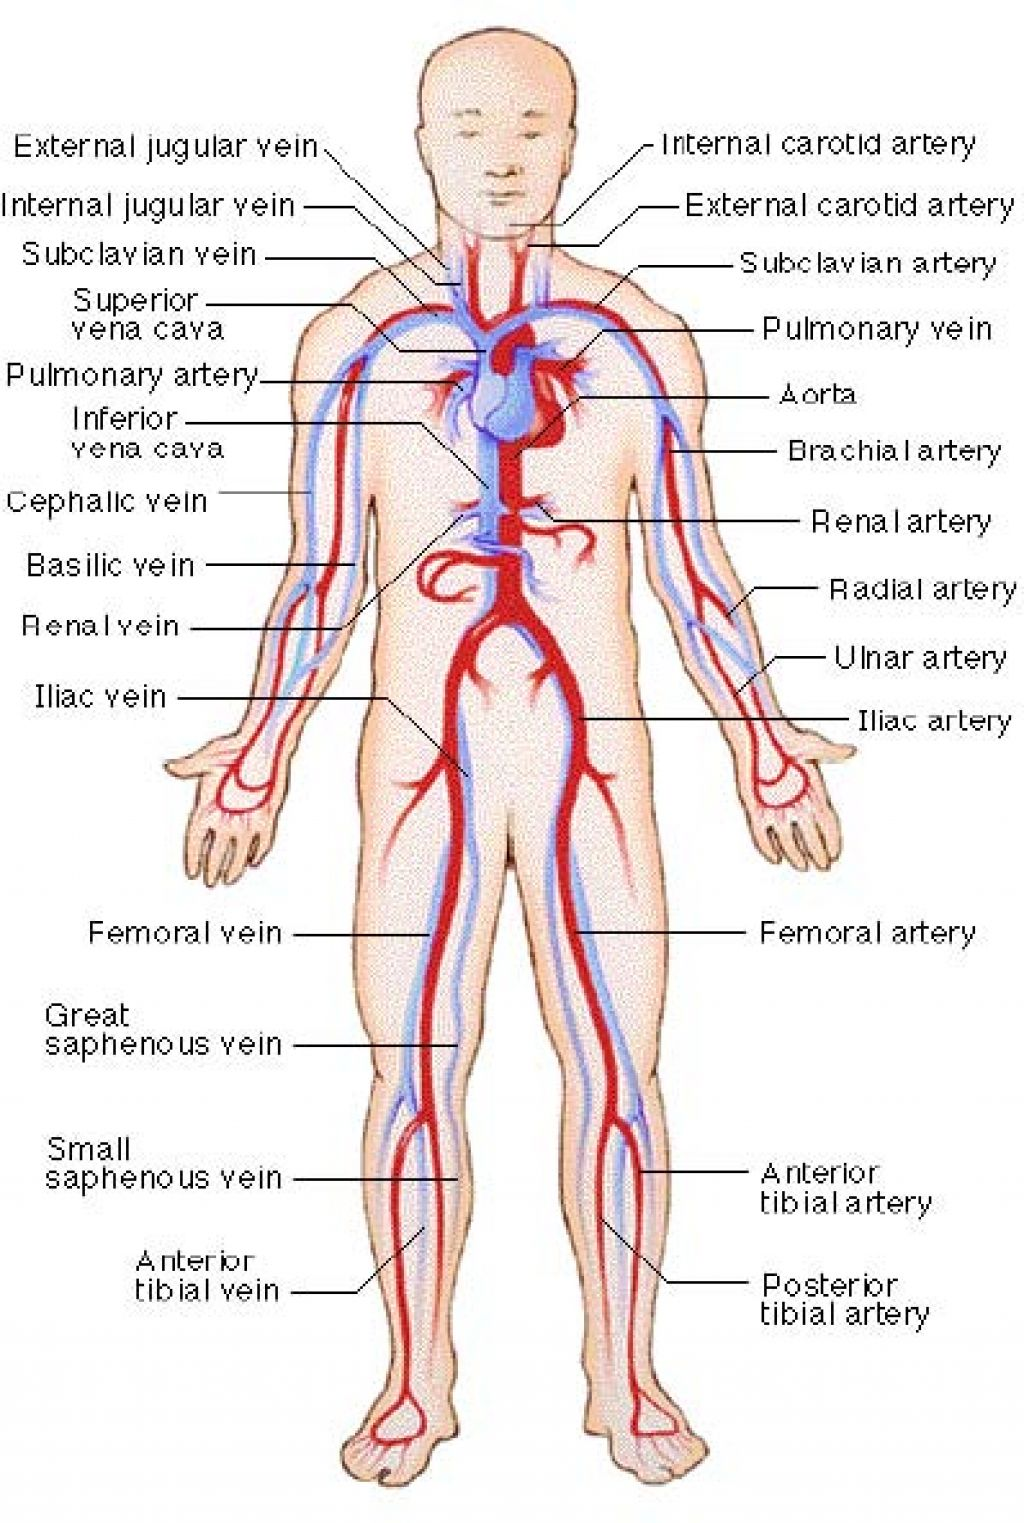 External jugular vein
Internal jugular vein
Subclavian vein
Superior
vena cava
Pulmonary artery
Inferior
vena cava
Cephalic vein
Basilic vein
Renal vein
Iliac vein
Femoral vein
Great
saphenous vein
Small
saphenous vein
Anterior
tibial vein
Internal carotid artery
External carotid artery
Subclavian artery
Pulmonary vein
Aorta
Brachial artery
Renal artery
Radial artery
Ulnar artery
Iliac artery
Femoral artery
Anterior
tibial artery
Posterior
tibial artery